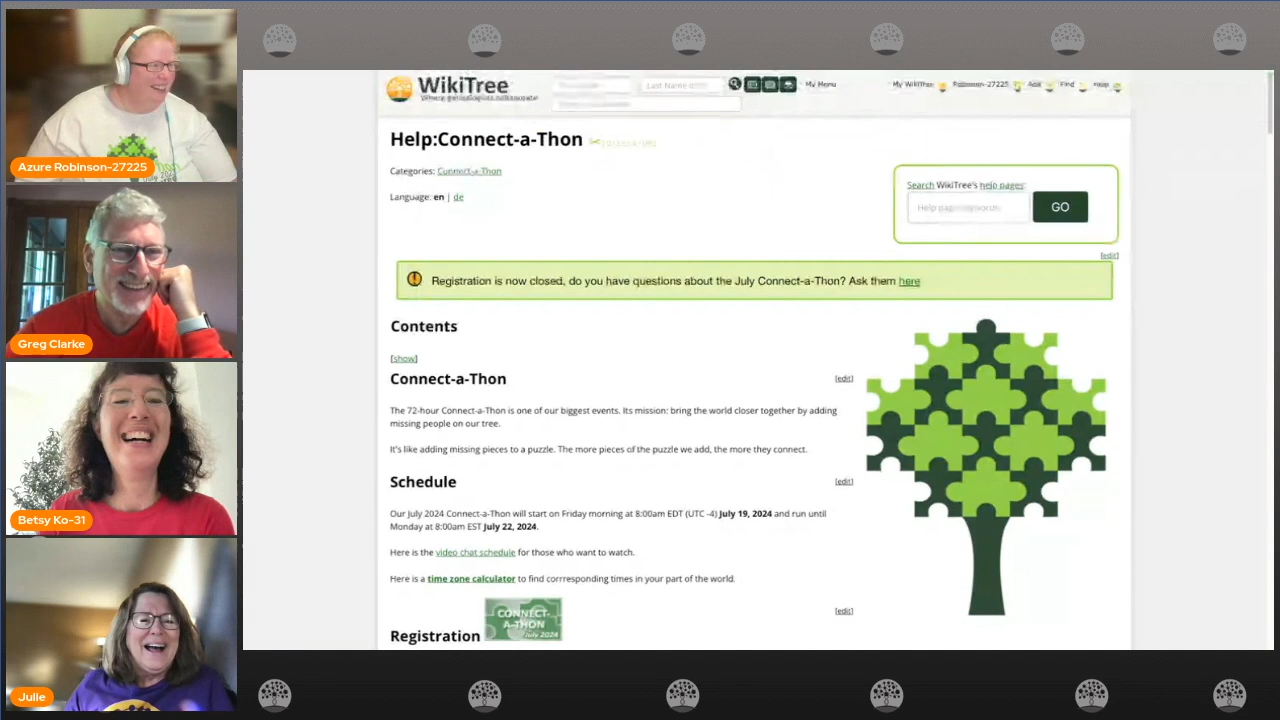 Azure Robinson-27225
Greg Clarke
Betsy Ko-31
Julie
WikiTree
Last Name
My Menu
My WikiTree
Robinson-27225
Add
Find
Help:Connect-a-Thon
Categories: Connect-a-Thon
Language: en | de
Search WikiTree's help pages:
GO
[edit]
Registration is now closed, do you have questions about the July Connect-a-Thon? Ask them here
Contents
[show]
Connect-a-Thon
[edit]
The 72-hour Connect-a-Thon is one of our biggest events. Its mission: bring the world closer together by adding
missing people on our tree.
It's like adding missing pieces to a puzzle. The more pieces of the puzzle we add, the more they connect.
Schedule
[edit]
Our July 2024 Connect-a-Thon will start on Friday morning at 8:00am EDT (UTC -4) July 19, 2024 and run until
Monday at 8:00am EST July 22, 2024.
Here is the video chat schedule for those who want to watch.
Here is a time zone calculator to find corrresponding times in your part of the world.
[edit]
Registration
CONNECT-
A-THON
July 2024